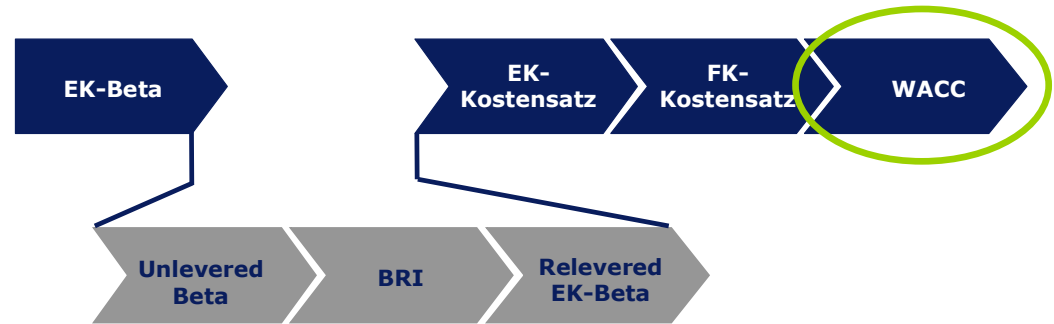 EK-Beta
EK-
Kostensatz
FK-
Kostensatz
WACC
Unlevered
Beta
BRI
Relevered
EK-Beta